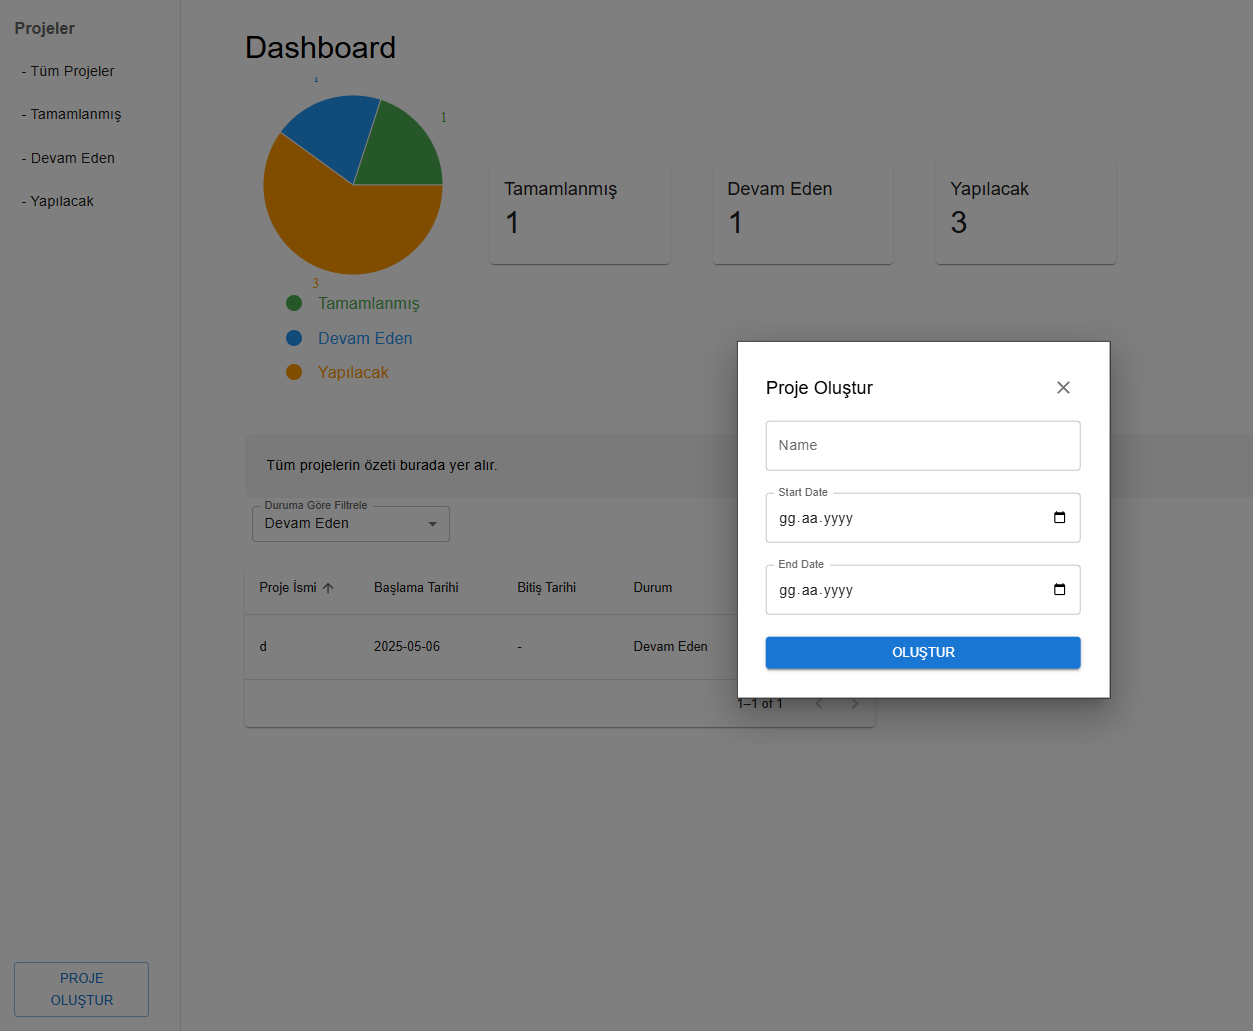 Projeler
- Tüm Projeler
- Tamamlanmış
- Devam Eden
- Yapılacak
PROJE
OLUŞTUR
Dashboard
1
1
3
Tamamlanmış
Devam Eden
Yapılacak
Tamamlanmış
1
Devam Eden
1
Yapılacak
3
Tüm projelerin özeti burada yer alır.
Duruma Göre Filtrele
Devam Eden
Proje İsmi Başlama Tarihi Bitiş Tarihi Durum
d 2025-05-06 - Devam Eden
1–1 of 1
Proje Oluştur
Name
Start Date
gg.aa.yyyy
End Date
gg.aa.yyyy
OLUŞTUR